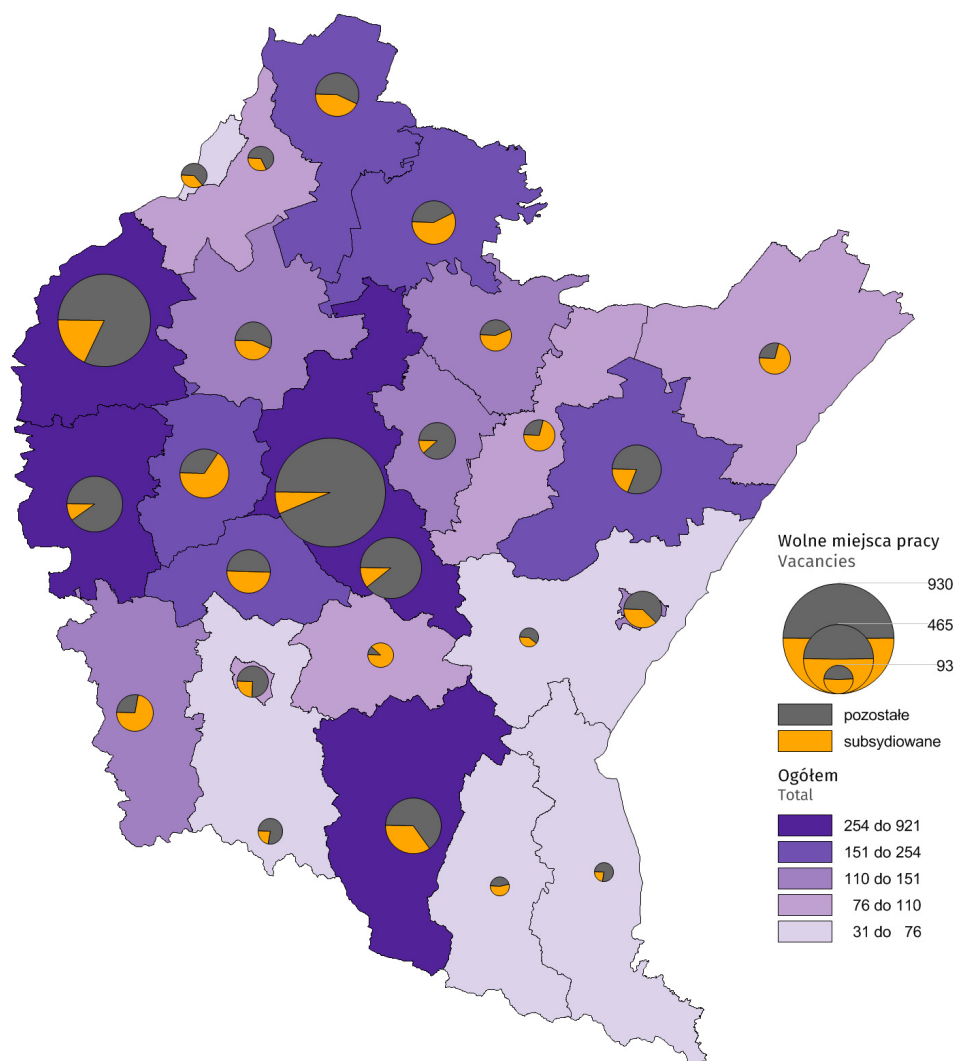 Wolne miejsca pracy
Vacancies
930
465
93
pozostałe
subsydiowane
Ogółem
Total
254 do 921
151 do 254
110 do 151
76 do 110
31 do 76